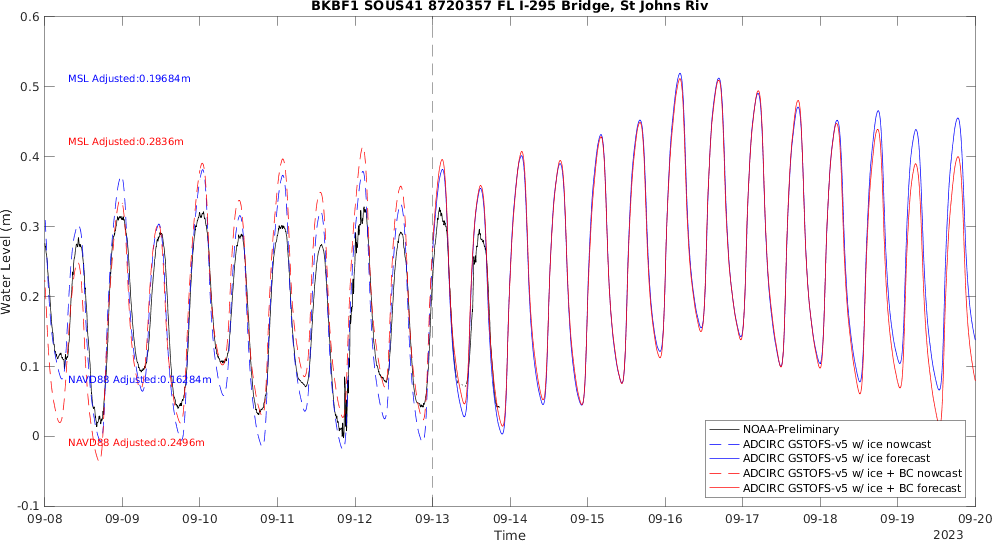 BKBF1 SOUS41 8720357 FL I-295 Bridge, St Johns Riv
0.6
0.5
0.4
0.3
0.2
0.1
0
-0.1
Water Level (m)
MSL Adjusted:0.19684m
MSL Adjusted:0.2836m
NAVD88 Adjusted:0.16284m
NAVD88 Adjusted:0.2496m
NOAA-Preliminary
ADCIRC GSTOFS-v5 w/ ice nowcast
ADCIRC GSTOFS-v5 w/ ice forecast
ADCIRC GSTOFS-v5 w/ ice + BC nowcast
ADCIRC GSTOFS-v5 w/ ice + BC forecast
09-08 09-09 09-10 09-11 09-12 09-13 09-14 09-15 09-16 09-17 09-18 09-19 09-20
Time
2023